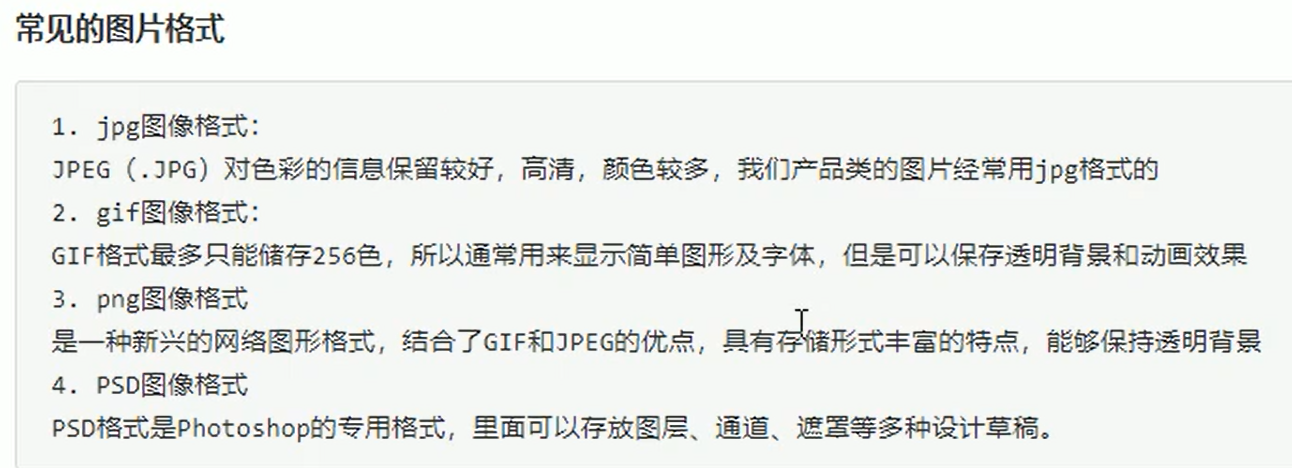 常见的图片格式
1. jpg图像格式：
JPEG（.JPG）对色彩的信息保留较好，高清，颜色较多，我们产品类的图片经常用jpg格式的
2. gif图像格式：
GIF格式最多只能储存256色，所以通常用来显示简单图形及字体，但是可以保存透明背景和动画效果
3. png图像格式
是一种新兴的网络图形格式，结合了GIF和JPEG的优点，具有存储形式丰富的特点，能够保持透明背景
4. PSD图像格式
PSD格式是Photoshop的专用格式，里面可以存放图层、通道、遮罩等多种设计草稿。